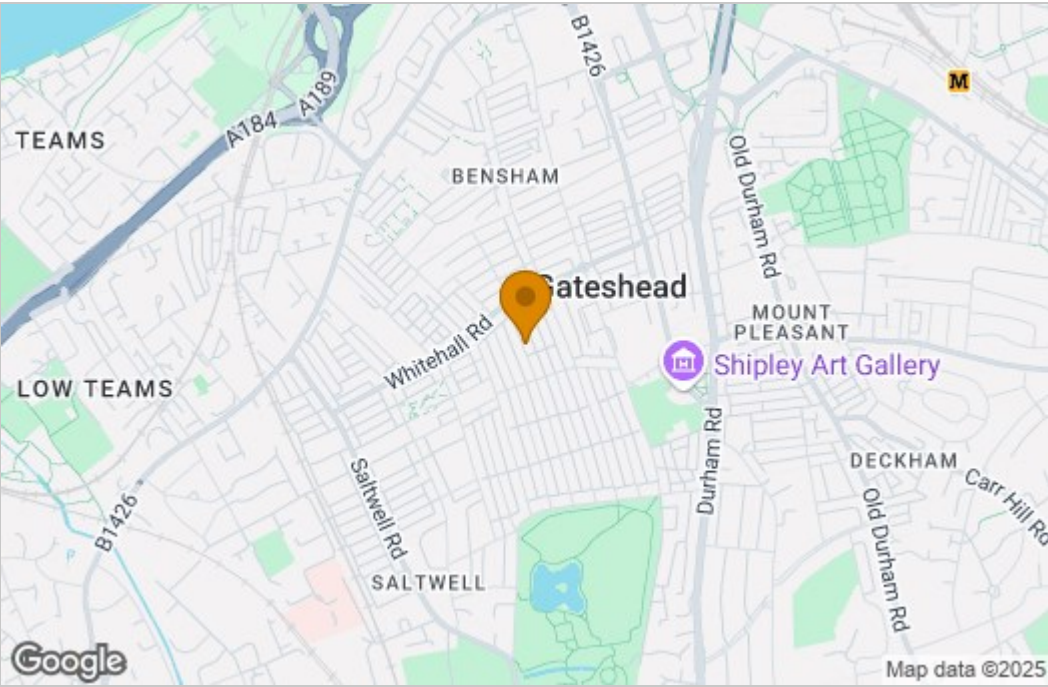 B1426
A189
A184
TEAMS
M
Old Durham Rd
BENSHAM
Gateshead
MOUNT
PLEASANT
Whitehall Rd
Shipley Art Gallery
LOW TEAMS
Durham Rd
DECKHAM
Saltwell Rd
Carr Hill Rd
B1426
Old Durham Rd
SALTWELL
Google
Map data ©2025